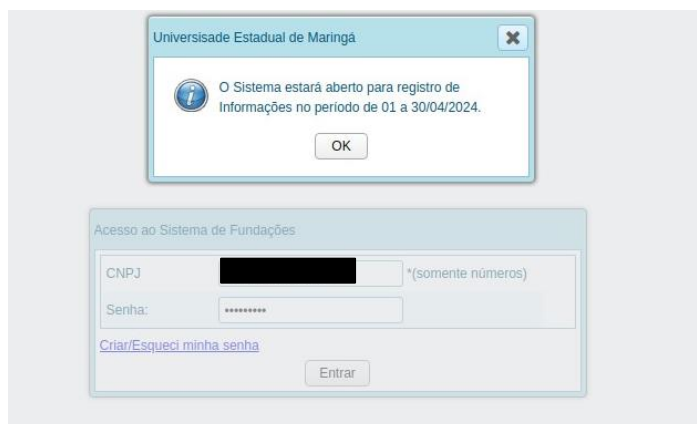 Universisade Estadual de Maringá
O Sistema estará aberto para registro de
Informações no período de 01 a 30/04/2024.
OK
Acesso ao Sistema de Fundações
CNPJ *(somente números)
Senha: •••••••••
Criar/Esqueci minha senha
Entrar